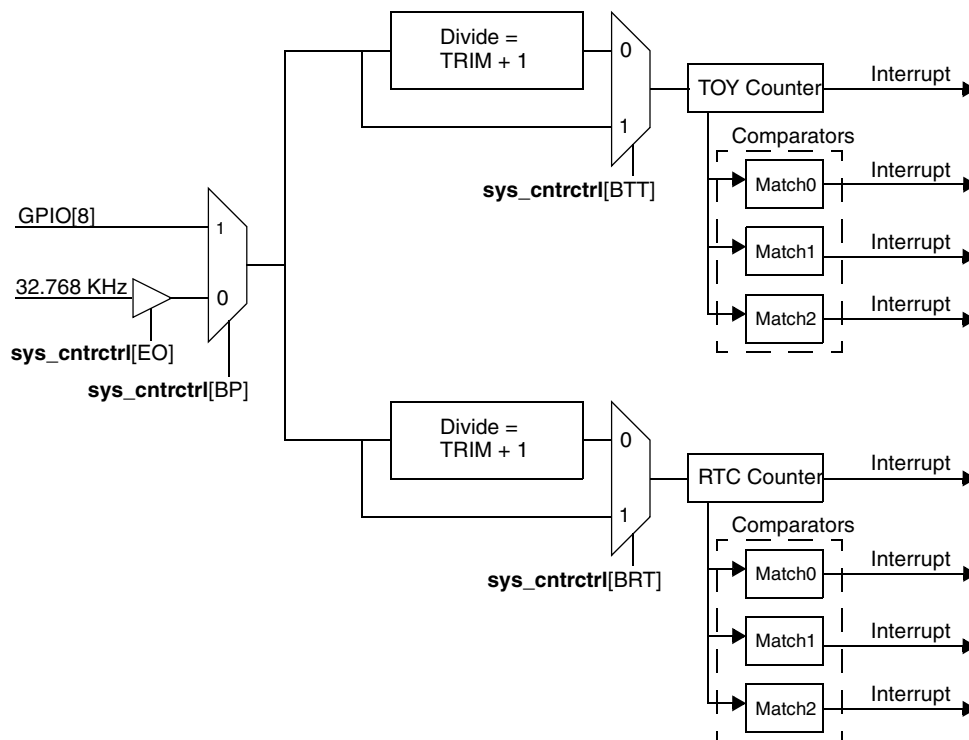 Divide =
TRIM + 1
0
1
TOY Counter
Interrupt
sys_cntrctrl[BTT]
Comparators
Match0
Interrupt
Match1
Interrupt
Match2
Interrupt
GPIO[8]
1
32.768 KHz
0
sys_cntrctrl[EO]
sys_cntrctrl[BP]
Divide =
TRIM + 1
0
1
RTC Counter
Interrupt
sys_cntrctrl[BRT]
Comparators
Match0
Interrupt
Match1
Interrupt
Match2
Interrupt